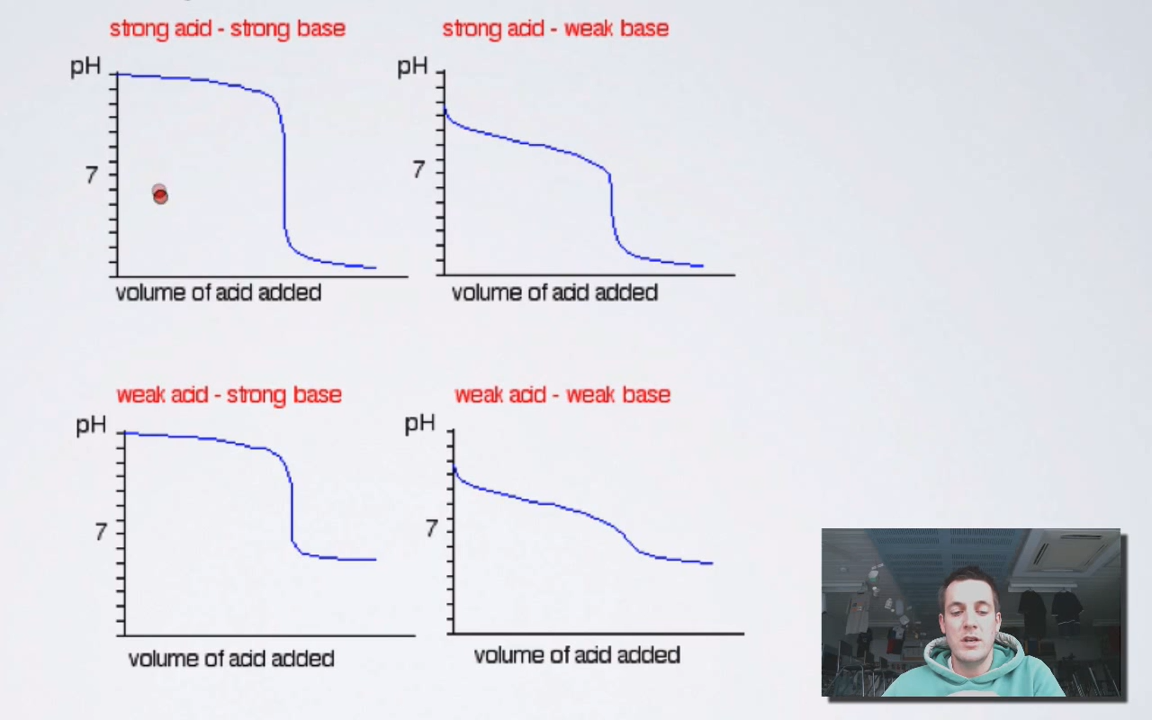 strong acid - strong base
pH
7
volume of acid added
strong acid - weak base
pH
7
volume of acid added
weak acid - strong base
pH
7
volume of acid added
weak acid - weak base
pH
7
volume of acid added